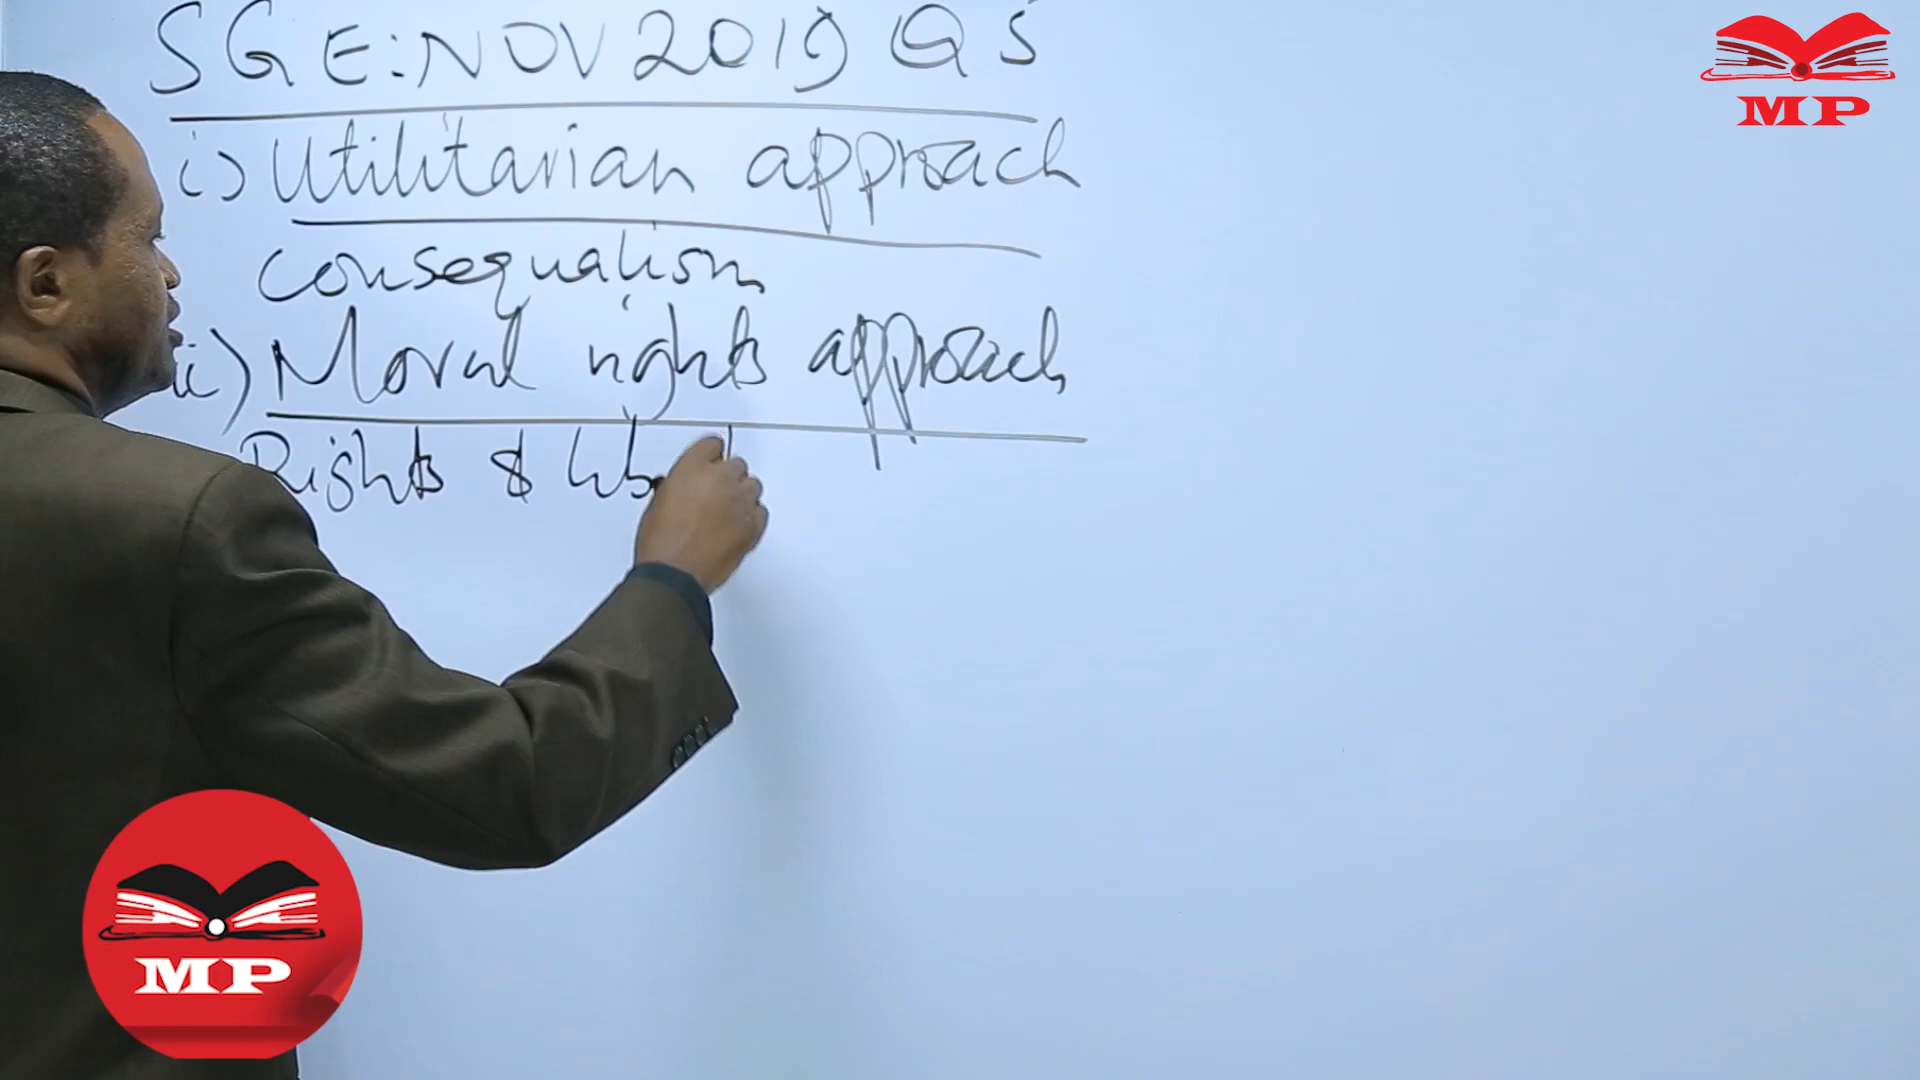 SGE: NOV 2019 Q5
i) Utilitarian approach
consequalism
ii) Moral rights approach
Rights &
MP
MP